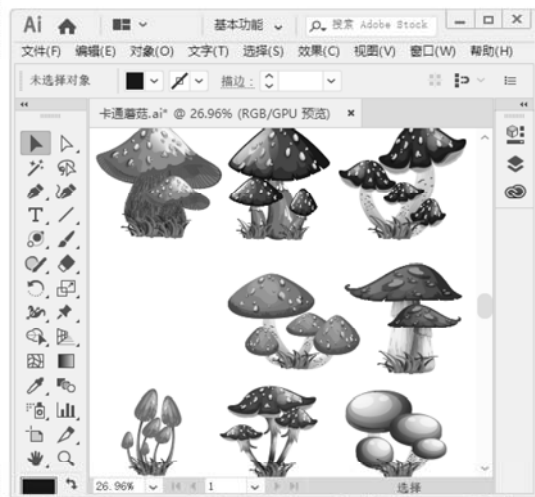 Ai 基本功能 搜索 Adobe Stock
文件(F) 编辑(E) 对象(O) 文字(T) 选择(S) 效果(C) 视图(V) 窗口(W) 帮助(H)
未选择对象 描边:
卡通蘑菇.ai* @ 26.96% (RGB/GPU 预览)
26.96% 1 选择